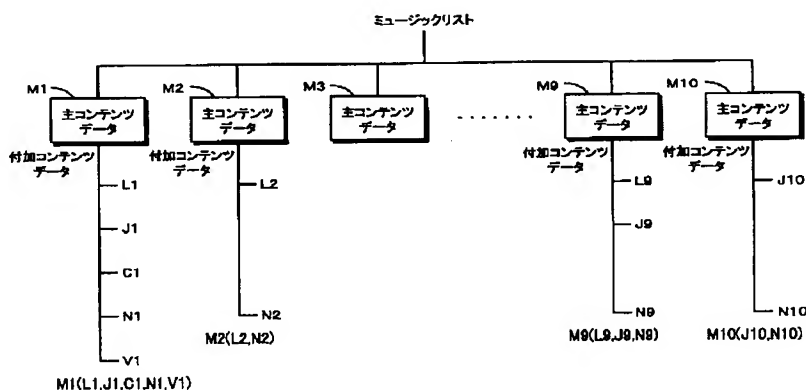 ミュージックリスト
M1
主コンテンツ
データ
付加コンテンツ
データ
L1
J1
C1
N1
V1
M1(L1,J1,C1,N1,V1)
M2
主コンテンツ
データ
付加コンテンツ
データ
L2
N2
M2(L2,N2)
M3
主コンテンツ
データ
‥‥‥
M9
主コンテンツ
データ
付加コンテンツ
データ
L9
J9
N9
M9(L9,J9,N9)
M10
主コンテンツ
データ
付加コンテンツ
データ
J10
N10
M10(J10,N10)